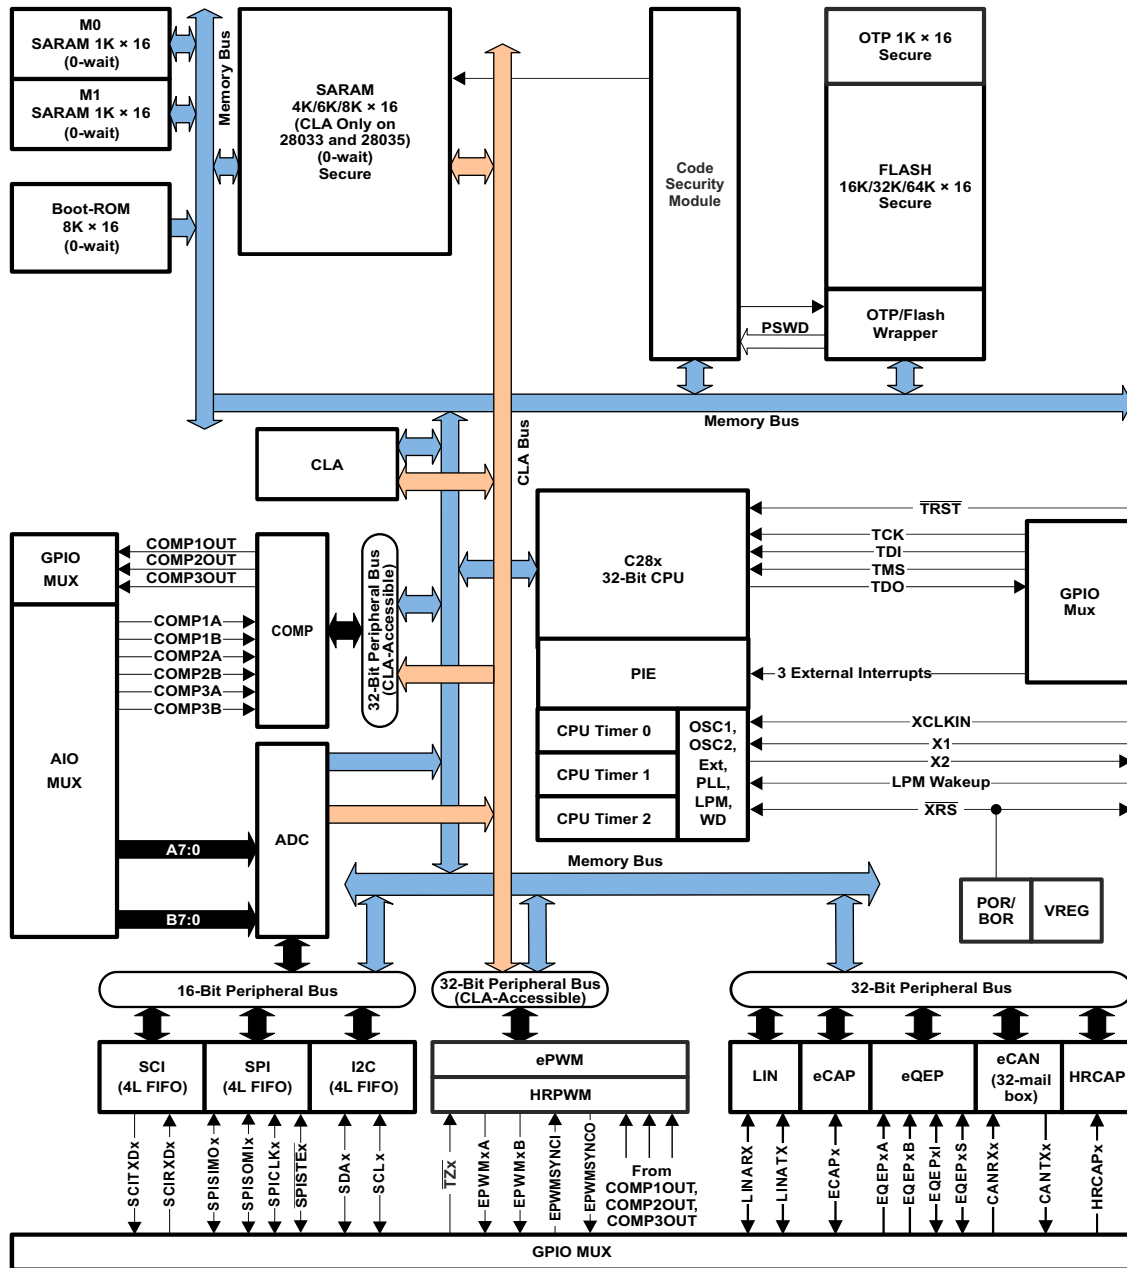 M0
SARAM 1K × 16
(0-wait)
M1
SARAM 1K × 16
(0-wait)
Boot-ROM
8K × 16
(0-wait)
Memory Bus
SARAM
4K/6K/8K × 16
(CLA Only on
28033 and 28035)
(0-wait)
Secure
Code
Security
Module
OTP 1K × 16
Secure
FLASH
16K/32K/64K × 16
Secure
OTP/Flash
Wrapper
PSWD
Memory Bus
CLA Bus
CLA
GPIO
MUX
COMP1OUT
COMP2OUT
COMP3OUT
COMP1A
COMP1B
COMP2A
COMP2B
COMP3A
COMP3B
COMP
32-Bit Peripheral Bus
(CLA-Accessible)
AIO
MUX
A7:0
B7:0
ADC
C28x
32-Bit CPU
PIE
CPU Timer 0
CPU Timer 1
CPU Timer 2
OSC1,
OSC2,
Ext,
PLL,
LPM,
WD
TRST
TCK
TDI
TMS
TDO
GPIO
Mux
3 External Interrupts
XCLKIN
X1
X2
LPM Wakeup
XRS
POR/
BOR
VREG
Memory Bus
16-Bit Peripheral Bus
32-Bit Peripheral Bus
(CLA-Accessible)
32-Bit Peripheral Bus
SCI
(4L FIFO)
SPI
(4L FIFO)
I2C
(4L FIFO)
ePWM
HRPWM
LIN
eCAP
eQEP
eCAN
(32-mail
box)
HRCAP
SCITXDx
SCIRXDx
SPISIMOx
SPISOMIx
SPICLKx
SPISTEx
SDAx
SCLx
TZx
EPWMxA
EPWMxB
EPWMSYNCI
EPWMSYNCO
From
COMP1OUT,
COMP2OUT,
COMP3OUT
LINARX
LINATX
ECAPx
EQEPxA
EQEPxB
EQEPxI
EQEPxS
CANRXx
CANTXx
HRCAPx
GPIO MUX